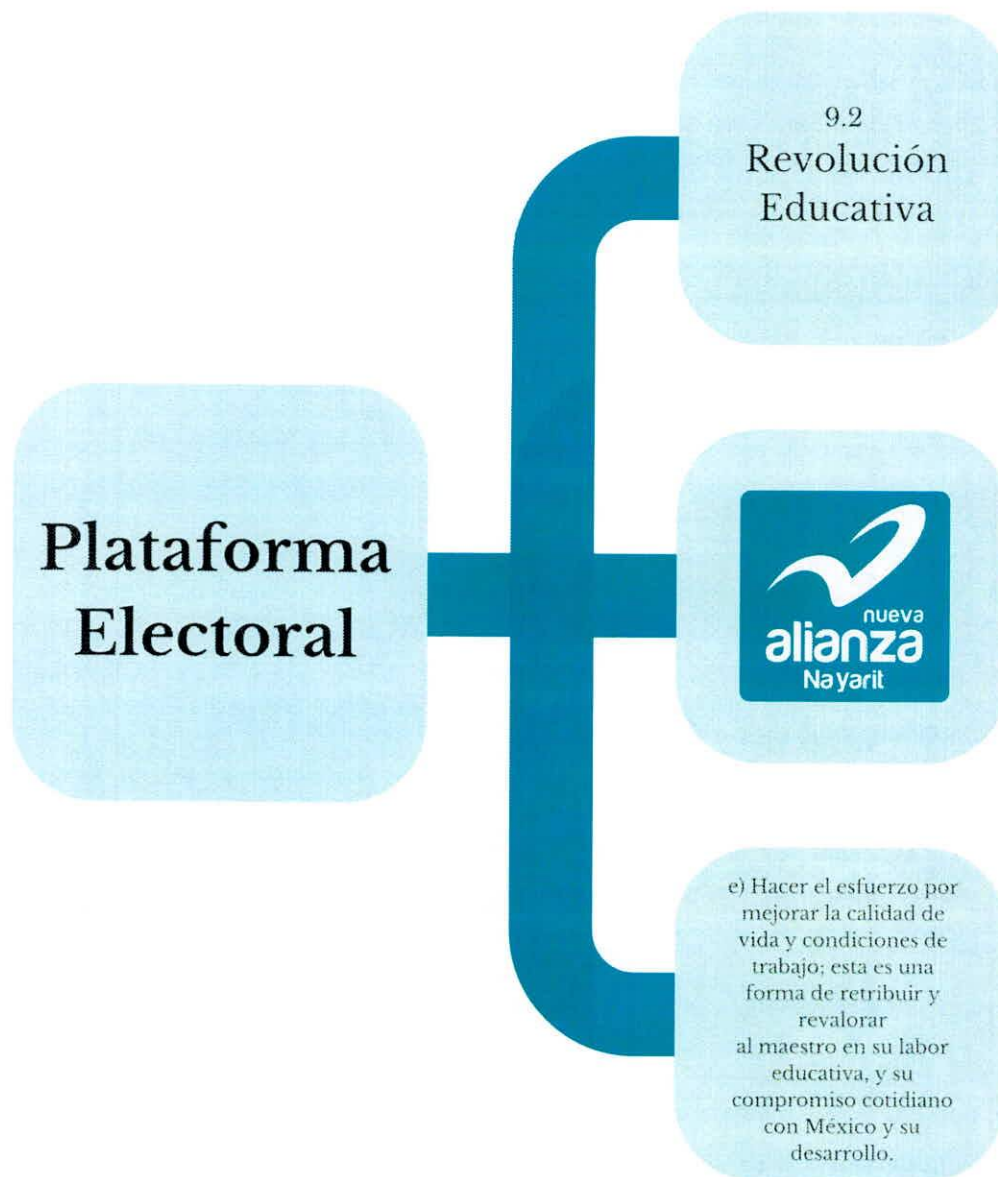 Plataforma
Electoral
9.2
Revolución
Educativa
nueva
alianza
Nayarit
e) Hacer el esfuerzo por
mejorar la calidad de
vida y condiciones de
trabajo; esta es una
forma de retribuir y
revalorar
al maestro en su labor
educativa, y su
compromiso cotidiano
con México y su
desarrollo.